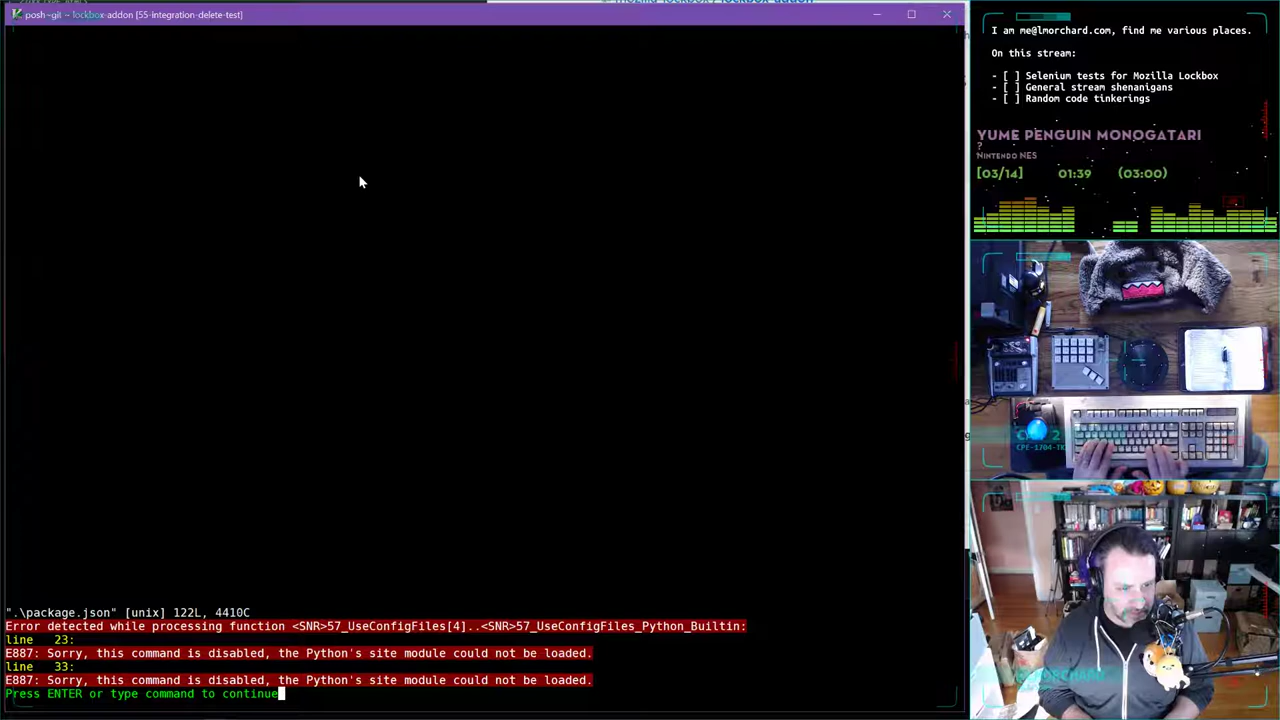 posh~git ~ lockbox-addon [55-integration-delete-test]
".\package.json" [unix] 122L, 4410C
Error detected while processing function <SNR>57_UseConfigFiles[4]..<SNR>57_UseConfigFiles_Python_Builtin:
line   23:
E887: Sorry, this command is disabled, the Python's site module could not be loaded.
line   33:
E887: Sorry, this command is disabled, the Python's site module could not be loaded.
Press ENTER or type command to continue
I am me@lmorchard.com, find me various places.
On this stream:
- [ ] Selenium tests for Mozilla Lockbox
- [ ] General stream shenanigans
- [ ] Random code tinkerings
YUME PENGUIN MONOGATARI
?
NINTENDO NES
[03/14] 01:39 (03:00)